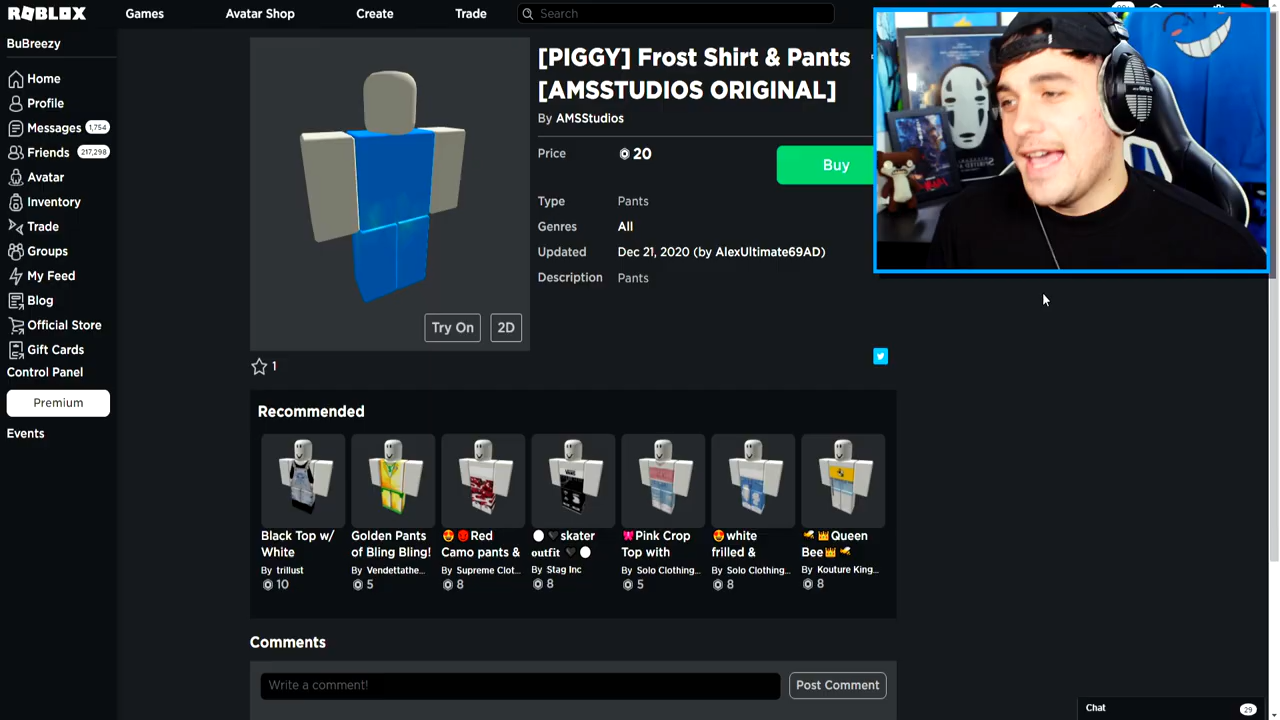 ROBLOX
Games
Avatar Shop
Create
Trade
Search
BuBreezy
Home
Profile
Messages 1,754
Friends 217,298
Avatar
Inventory
Trade
Groups
My Feed
Blog
Official Store
Gift Cards
Control Panel
Premium
Events
[PIGGY] Frost Shirt & Pants
[AMSSTUDIOS ORIGINAL]
By AMSStudios
Price 20
Buy
Type Pants
Genres All
Updated Dec 21, 2020 (by AlexUltimate69AD)
Description Pants
Try On
2D
1
Recommended
Black Top w/
White
By trillust
10
Golden Pants
of Bling Bling!
By Vendettathe...
5
😍🔴Red
Camo pants &
By Supreme Clot...
8
⚪🖤skater
𝐨𝐮𝐭𝐟𝐢𝐭 🖤⚪
By Stag Inc
8
🎀Pink Crop
Top with
By Solo Clothing...
5
😍white
frilled &
By Solo Clothing...
8
🐝👑Queen
Bee👑🐝
By Kouture King...
8
Comments
Write a comment!
Post Comment
Chat
29